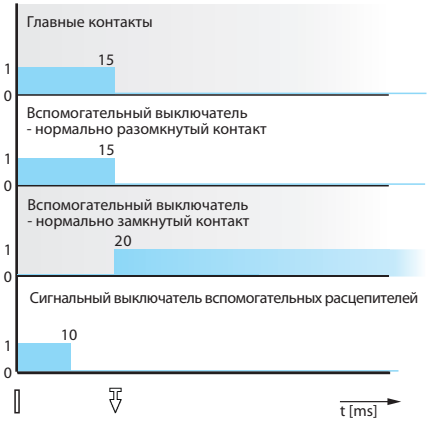 Главные контакты
15
1
0
Вспомогательный выключатель
- нормально разомкнутый контакт
15
1
0
Вспомогательный выключатель
- нормально замкнутый контакт
20
1
0
Сигнальный выключатель вспомогательных расцепителей
10
1
0
t [ms]